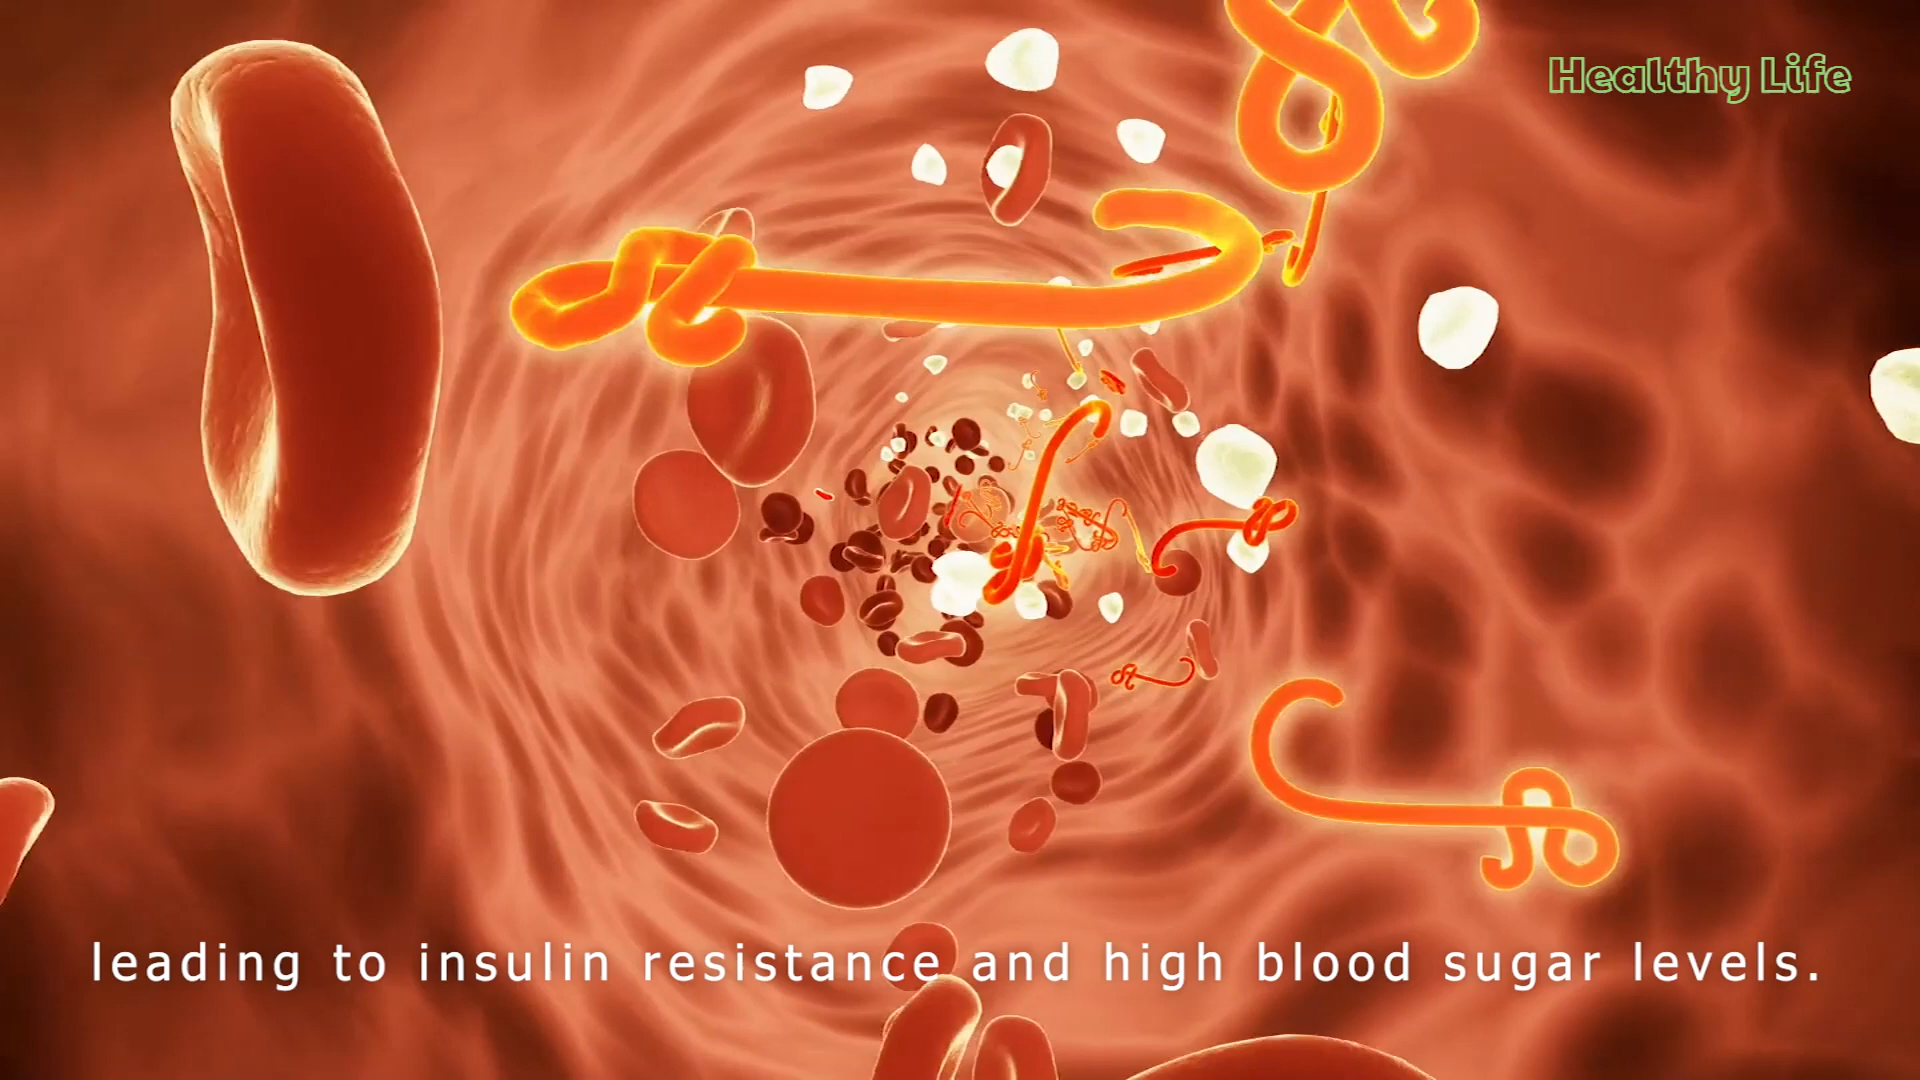 Healthy Life
leading to insulin resistance and high blood sugar levels.